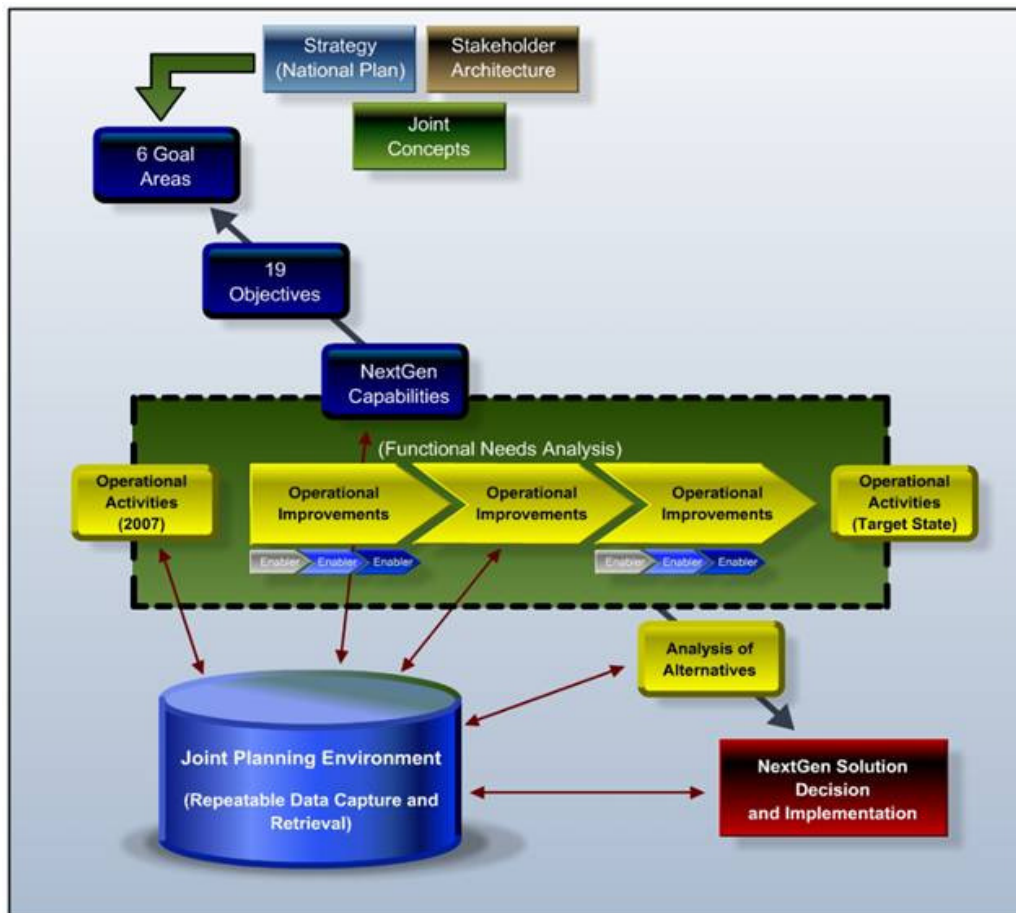 Strategy
(National Plan)
Stakeholder
Architecture
Joint
Concepts
6 Goal
Areas
19
Objectives
NextGen
Capabilities
(Functional Needs Analysis)
Operational
Activities
(2007)
Operational
Improvements
Operational
Improvements
Operational
Improvements
Operational
Activities
(Target State)
Enabler
Enabler
Enabler
Enabler
Enabler
Enabler
Analysis of
Alternatives
Joint Planning Environment
(Repeatable Data Capture and
Retrieval)
NextGen Solution
Decision
and Implementation